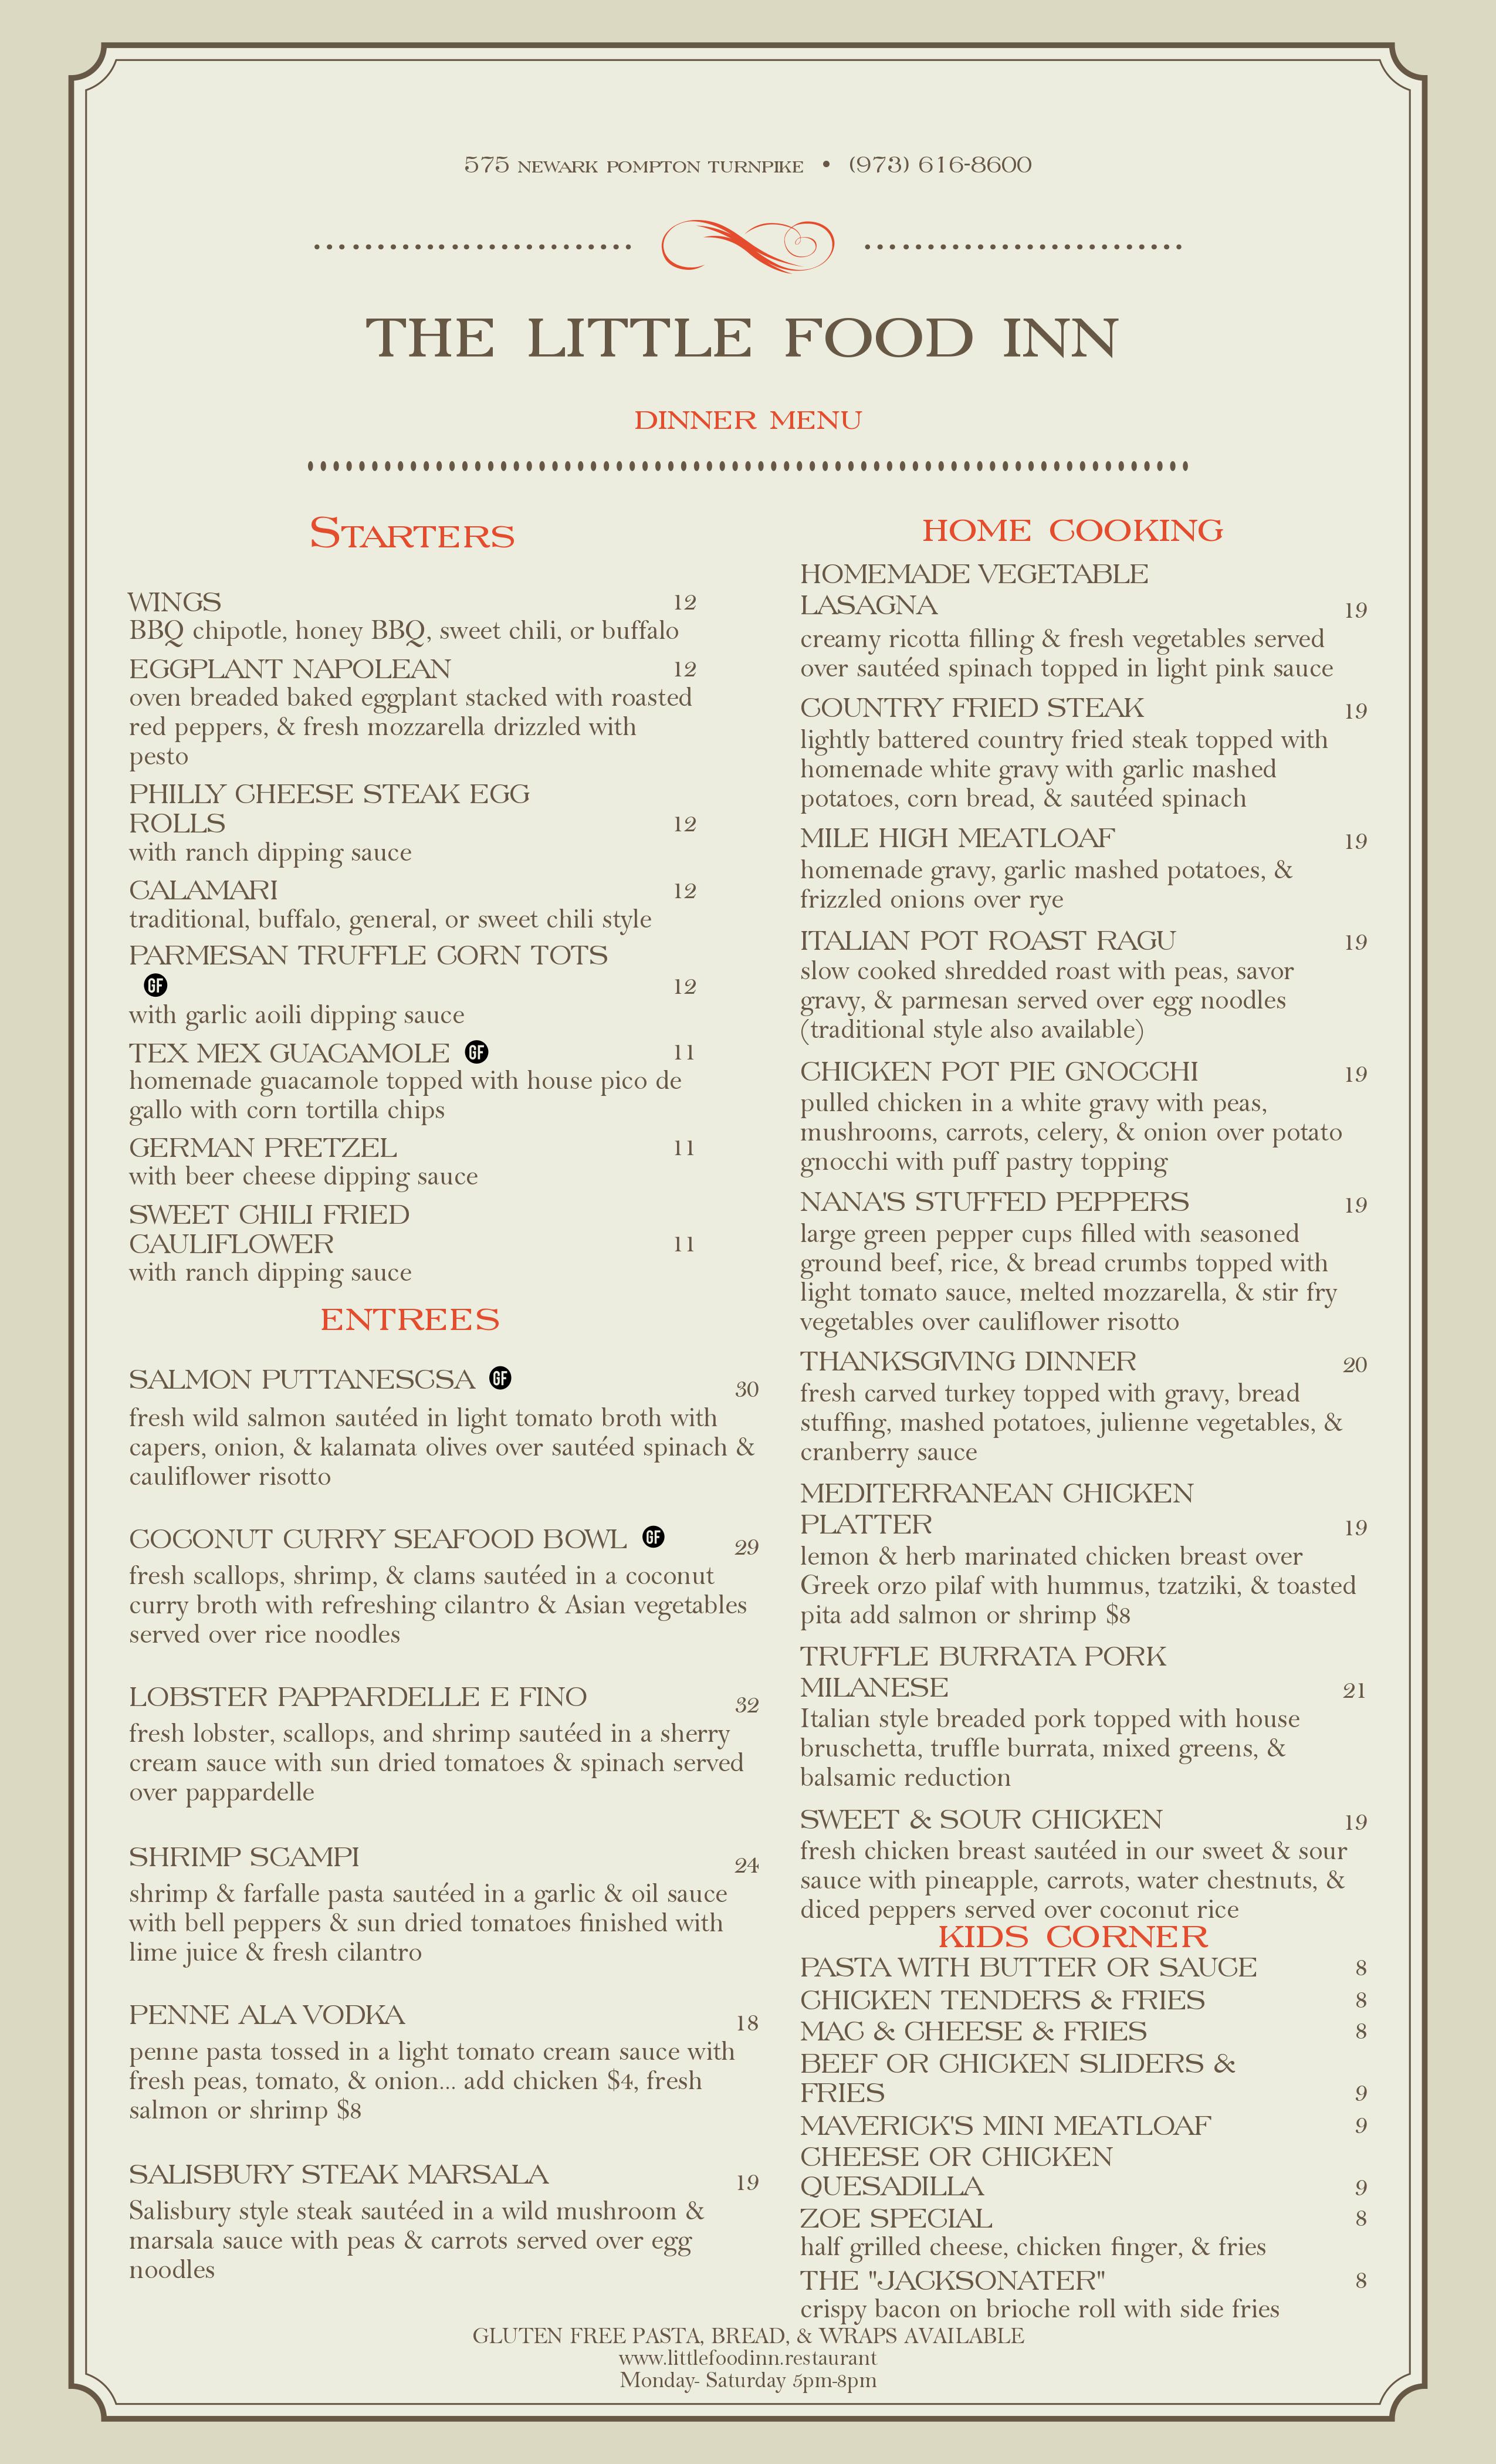 575 NEWARK POMPTON TURNPIKE • (973) 616-8600
THE LITTLE FOOD INN
DINNER MENU
STARTERS
WINGS 12
BBQ chipotle, honey BBQ, sweet chili, or buffalo
EGGPLANT NAPOLEAN 12
oven breaded baked eggplant stacked with roasted
red peppers, & fresh mozzarella drizzled with
pesto
PHILLY CHEESE STEAK EGG
ROLLS 12
with ranch dipping sauce
CALAMARI 12
traditional, buffalo, general, or sweet chili style
PARMESAN TRUFFLE CORN TOTS
GF 12
with garlic aoili dipping sauce
TEX MEX GUACAMOLE GF 11
homemade guacamole topped with house pico de
gallo with corn tortilla chips
GERMAN PRETZEL 11
with beer cheese dipping sauce
SWEET CHILI FRIED
CAULIFLOWER 11
with ranch dipping sauce
ENTREES
SALMON PUTTANESCSA GF 30
fresh wild salmon sautéed in light tomato broth with
capers, onion, & kalamata olives over sautéed spinach &
cauliflower risotto
COCONUT CURRY SEAFOOD BOWL GF 29
fresh scallops, shrimp, & clams sautéed in a coconut
curry broth with refreshing cilantro & Asian vegetables
served over rice noodles
LOBSTER PAPPARDELLE E FINO 32
fresh lobster, scallops, and shrimp sautéed in a sherry
cream sauce with sun dried tomatoes & spinach served
over pappardelle
SHRIMP SCAMPI 24
shrimp & farfalle pasta sautéed in a garlic & oil sauce
with bell peppers & sun dried tomatoes finished with
lime juice & fresh cilantro
PENNE ALA VODKA 18
penne pasta tossed in a light tomato cream sauce with
fresh peas, tomato, & onion... add chicken $4, fresh
salmon or shrimp $8
SALISBURY STEAK MARSALA 19
Salisbury style steak sautéed in a wild mushroom &
marsala sauce with peas & carrots served over egg
noodles
HOME COOKING
HOMEMADE VEGETABLE
LASAGNA 19
creamy ricotta filling & fresh vegetables served
over sautéed spinach topped in light pink sauce
COUNTRY FRIED STEAK 19
lightly battered country fried steak topped with
homemade white gravy with garlic mashed
potatoes, corn bread, & sautéed spinach
MILE HIGH MEATLOAF 19
homemade gravy, garlic mashed potatoes, &
frizzled onions over rye
ITALIAN POT ROAST RAGU 19
slow cooked shredded roast with peas, savor
gravy, & parmesan served over egg noodles
(traditional style also available)
CHICKEN POT PIE GNOCCHI 19
pulled chicken in a white gravy with peas,
mushrooms, carrots, celery, & onion over potato
gnocchi with puff pastry topping
NANA'S STUFFED PEPPERS 19
large green pepper cups filled with seasoned
ground beef, rice, & bread crumbs topped with
light tomato sauce, melted mozzarella, & stir fry
vegetables over cauliflower risotto
THANKSGIVING DINNER 20
fresh carved turkey topped with gravy, bread
stuffing, mashed potatoes, julienne vegetables, &
cranberry sauce
MEDITERRANEAN CHICKEN
PLATTER 19
lemon & herb marinated chicken breast over
Greek orzo pilaf with hummus, tzatziki, & toasted
pita add salmon or shrimp $8
TRUFFLE BURRATA PORK
MILANESE 21
Italian style breaded pork topped with house
bruschetta, truffle burrata, mixed greens, &
balsamic reduction
SWEET & SOUR CHICKEN 19
fresh chicken breast sautéed in our sweet & sour
sauce with pineapple, carrots, water chestnuts, &
diced peppers served over coconut rice
KIDS CORNER
PASTA WITH BUTTER OR SAUCE 8
CHICKEN TENDERS & FRIES 8
MAC & CHEESE & FRIES 8
BEEF OR CHICKEN SLIDERS &
FRIES 9
MAVERICK'S MINI MEATLOAF 9
CHEESE OR CHICKEN
QUESADILLA 9
ZOE SPECIAL 8
half grilled cheese, chicken finger, & fries
THE "JACKSONATER" 8
crispy bacon on brioche roll with side fries
GLUTEN FREE PASTA, BREAD, & WRAPS AVAILABLE
www.littlefoodinn.restaurant
Monday- Saturday 5pm-8pm